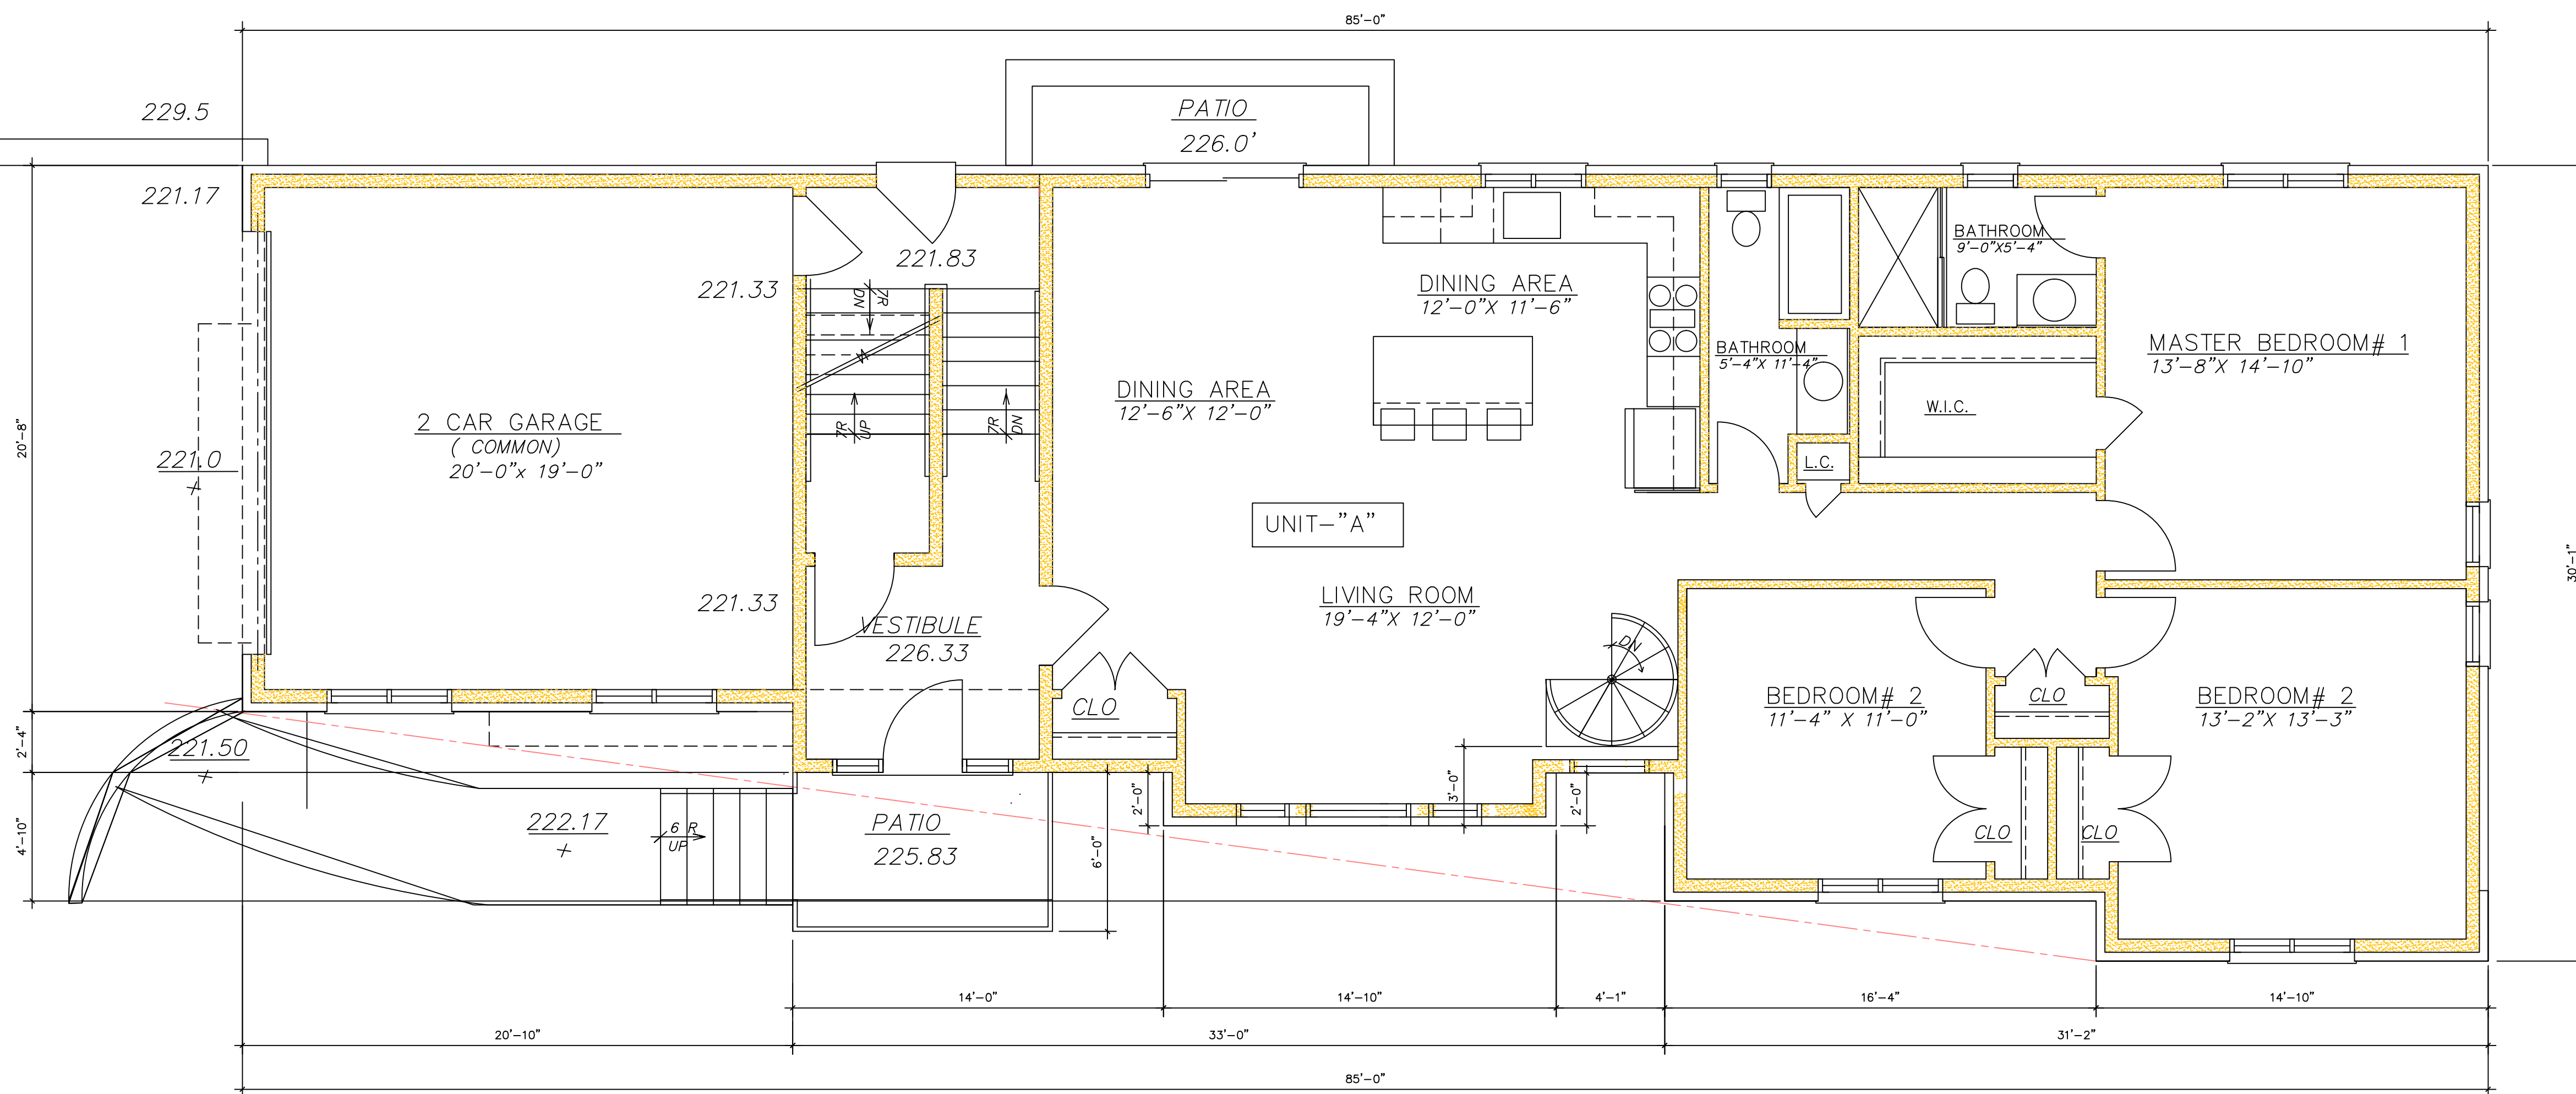 85'-0"
229.5
PATIO
226.0'
221.17
221.83
BATHROOM
9'-0"X5'-4"
221.33
7R
DN
DINING AREA
12'-0"X 11'-6"
BATHROOM
5'-4"X 11'-4"
MASTER BEDROOM# 1
13'-8"X 14'-10"
DINING AREA
12'-6"X 12'-0"
W.I.C.
2 CAR GARAGE
( COMMON)
20'-0"x 19'-0"
7R
UP
7R
DN
20'-8"
221.0
L.C.
UNIT-"A"
30'-1"
221.33
LIVING ROOM
19'-4"X 12'-0"
VESTIBULE
226.33
DN
CLO
BEDROOM# 2
11'-4" X 11'-0"
CLO
BEDROOM# 2
13'-2"X 13'-3"
2'-4"
221.50
3'-0"
2'-0"
2'-0"
4'-10"
222.17
6 R
UP
PATIO
225.83
6'-0"
CLO
CLO
14'-0"
14'-10"
4'-1"
16'-4"
14'-10"
20'-10"
33'-0"
31'-2"
85'-0"